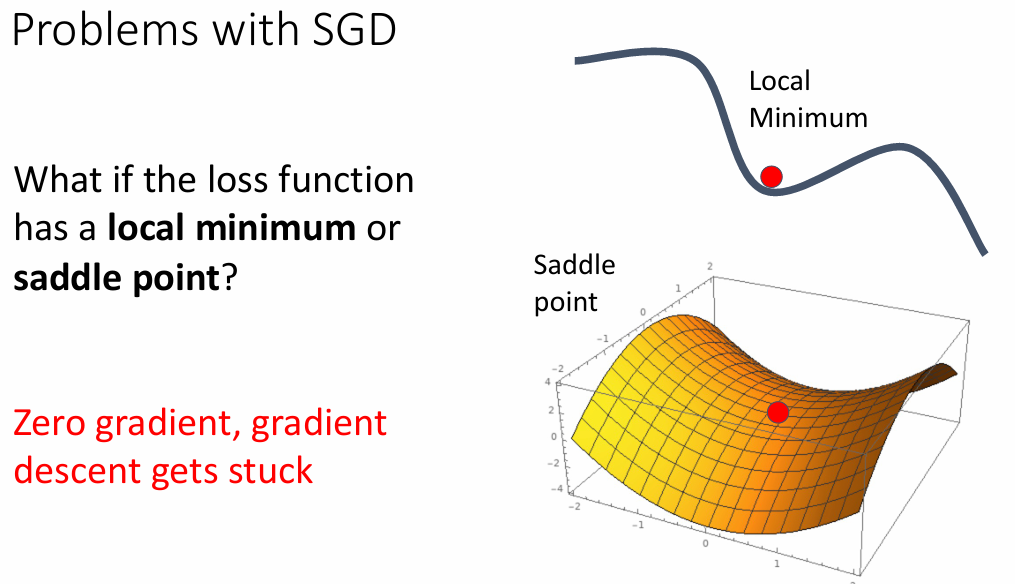 Problems with SGD
Local
Minimum
What if the loss function
has a local minimum or
saddle point?
Saddle
point
Zero gradient, gradient
descent gets stuck
2
1
0
−1
−2
4
2
0
−2
−4
−2
−1
0
1